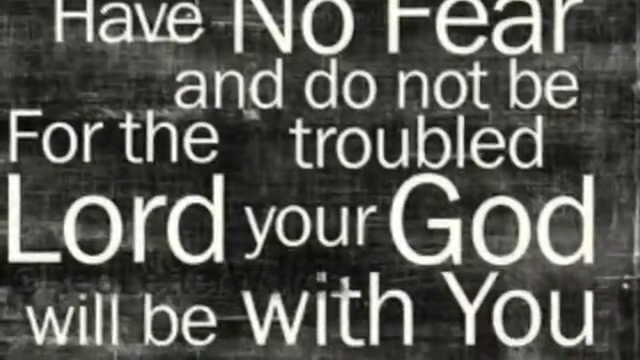 Have No Fear
and do not be
For the troubled
Lord your God
will be with You